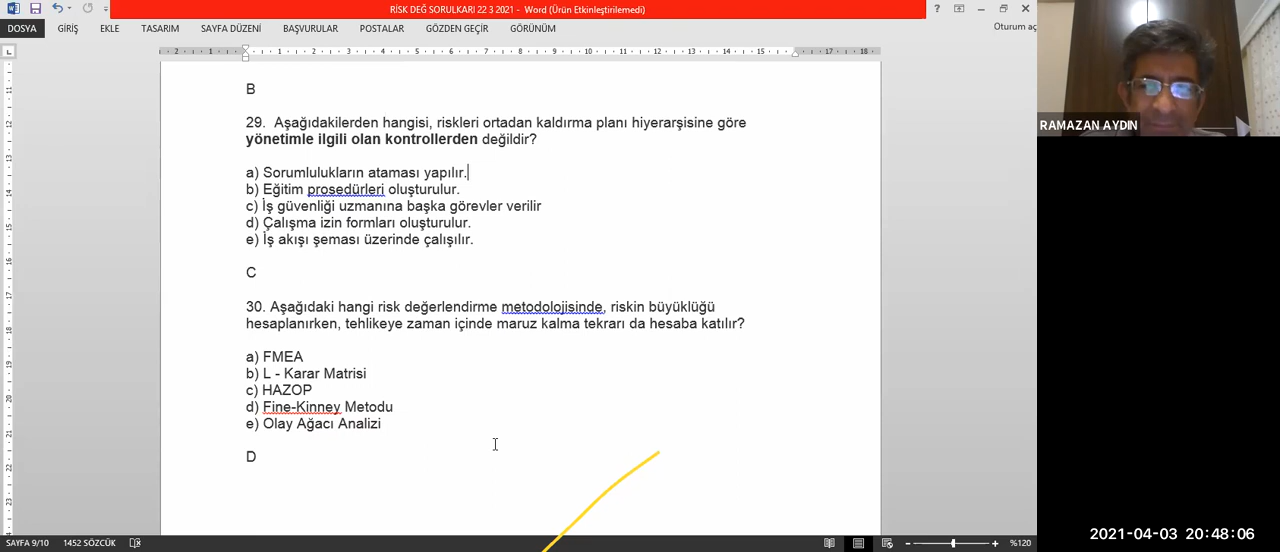 RİSK DEĞ SORULKARI 22 3 2021 - Word (Ürün Etkinleştirilemedi)
DOSYA GİRİŞ EKLE TASARIM SAYFA DÜZENİ BAŞVURULAR POSTALAR GÖZDEN GEÇİR GÖRÜNÜM Oturum aç
B
29. Aşağıdakilerden hangisi, riskleri ortadan kaldırma planı hiyerarşisine göre
yönetimle ilgili olan kontrollerden değildir?
a) Sorumlulukların ataması yapılır.
b) Eğitim prosedürleri oluşturulur.
c) İş güvenliği uzmanına başka görevler verilir
d) Çalışma izin formları oluşturulur.
e) İş akışı şeması üzerinde çalışılır.
C
30. Aşağıdaki hangi risk değerlendirme metodolojisinde, riskin büyüklüğü
hesaplanırken, tehlikeye zaman içinde maruz kalma tekrarı da hesaba katılır?
a) FMEA
b) L - Karar Matrisi
c) HAZOP
d) Fine-Kinney Metodu
e) Olay Ağacı Analizi
D
SAYFA 9/10 1452 SÖZCÜK %120
RAMAZAN AYDIN
2021-04-03 20:48:06